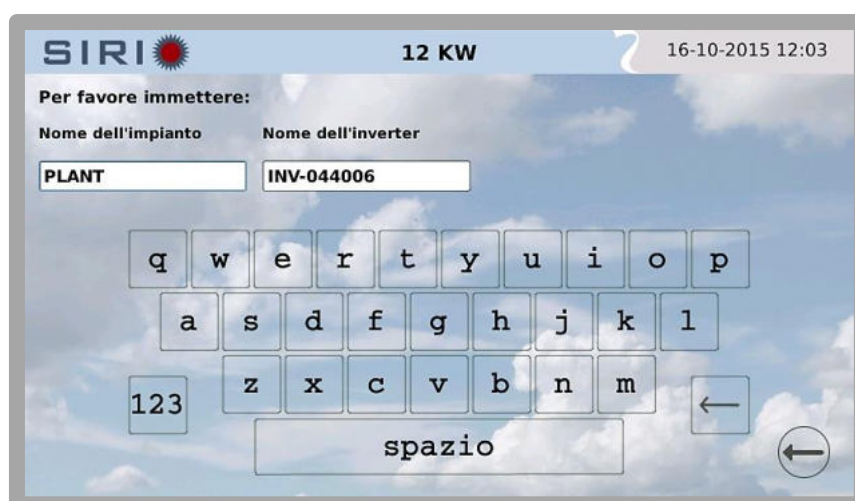 SIRI
12 KW
16-10-2015 12:03
Per favore immettere:
Nome dell'impianto Nome dell'inverter
PLANT INV-044006
q w e r t y u i o p
a s d f g h j k l
123 z x c v b n m
spazio